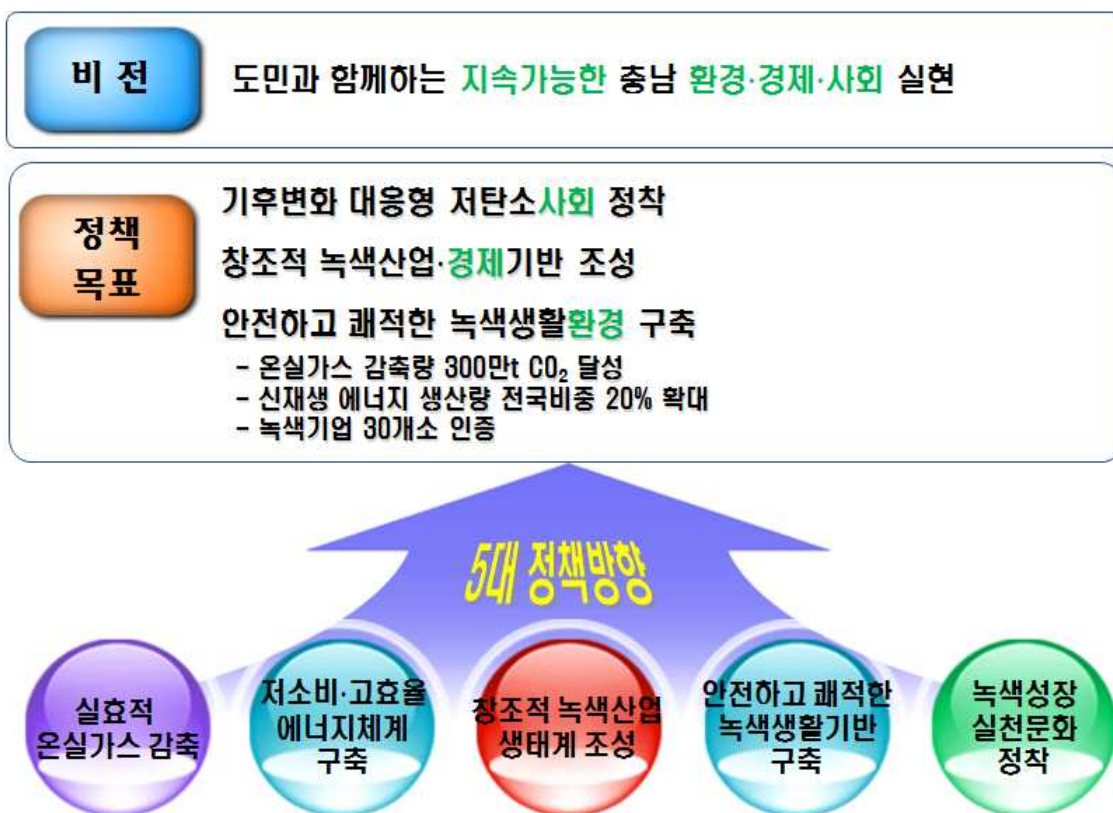 비 전
도민과 함께하는 지속가능한 충남 환경·경제·사회 실현
정책
목표
기후변화 대응형 저탄소사회 정착
창조적 녹색산업·경제기반 조성
안전하고 쾌적한 녹색생활환경 구축
- 온실가스 감축량 300만t CO₂ 달성
- 신재생 에너지 생산량 전국비중 20% 확대
- 녹색기업 30개소 인증
5대 정책방향
실효적
온실가스 감축
저소비·고효율
에너지체계
구축
창조적 녹색산업
생태계 조성
안전하고 쾌적한
녹색생활기반
구축
녹색성장
실천문화
정착